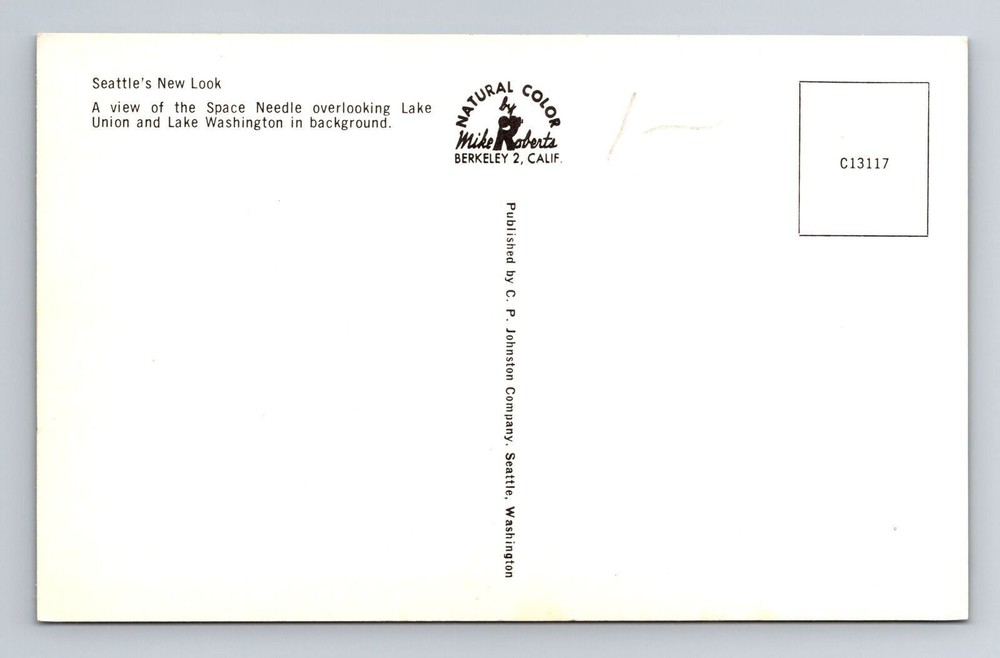 Seattle's New Look
A view of the Space Needle overlooking Lake
Union and Lake Washington in background.
NATURAL COLOR
by
Mike Roberts
BERKELEY 2, CALIF.
1—
C13117
Published by C. P. Johnston Company, Seattle, Washington